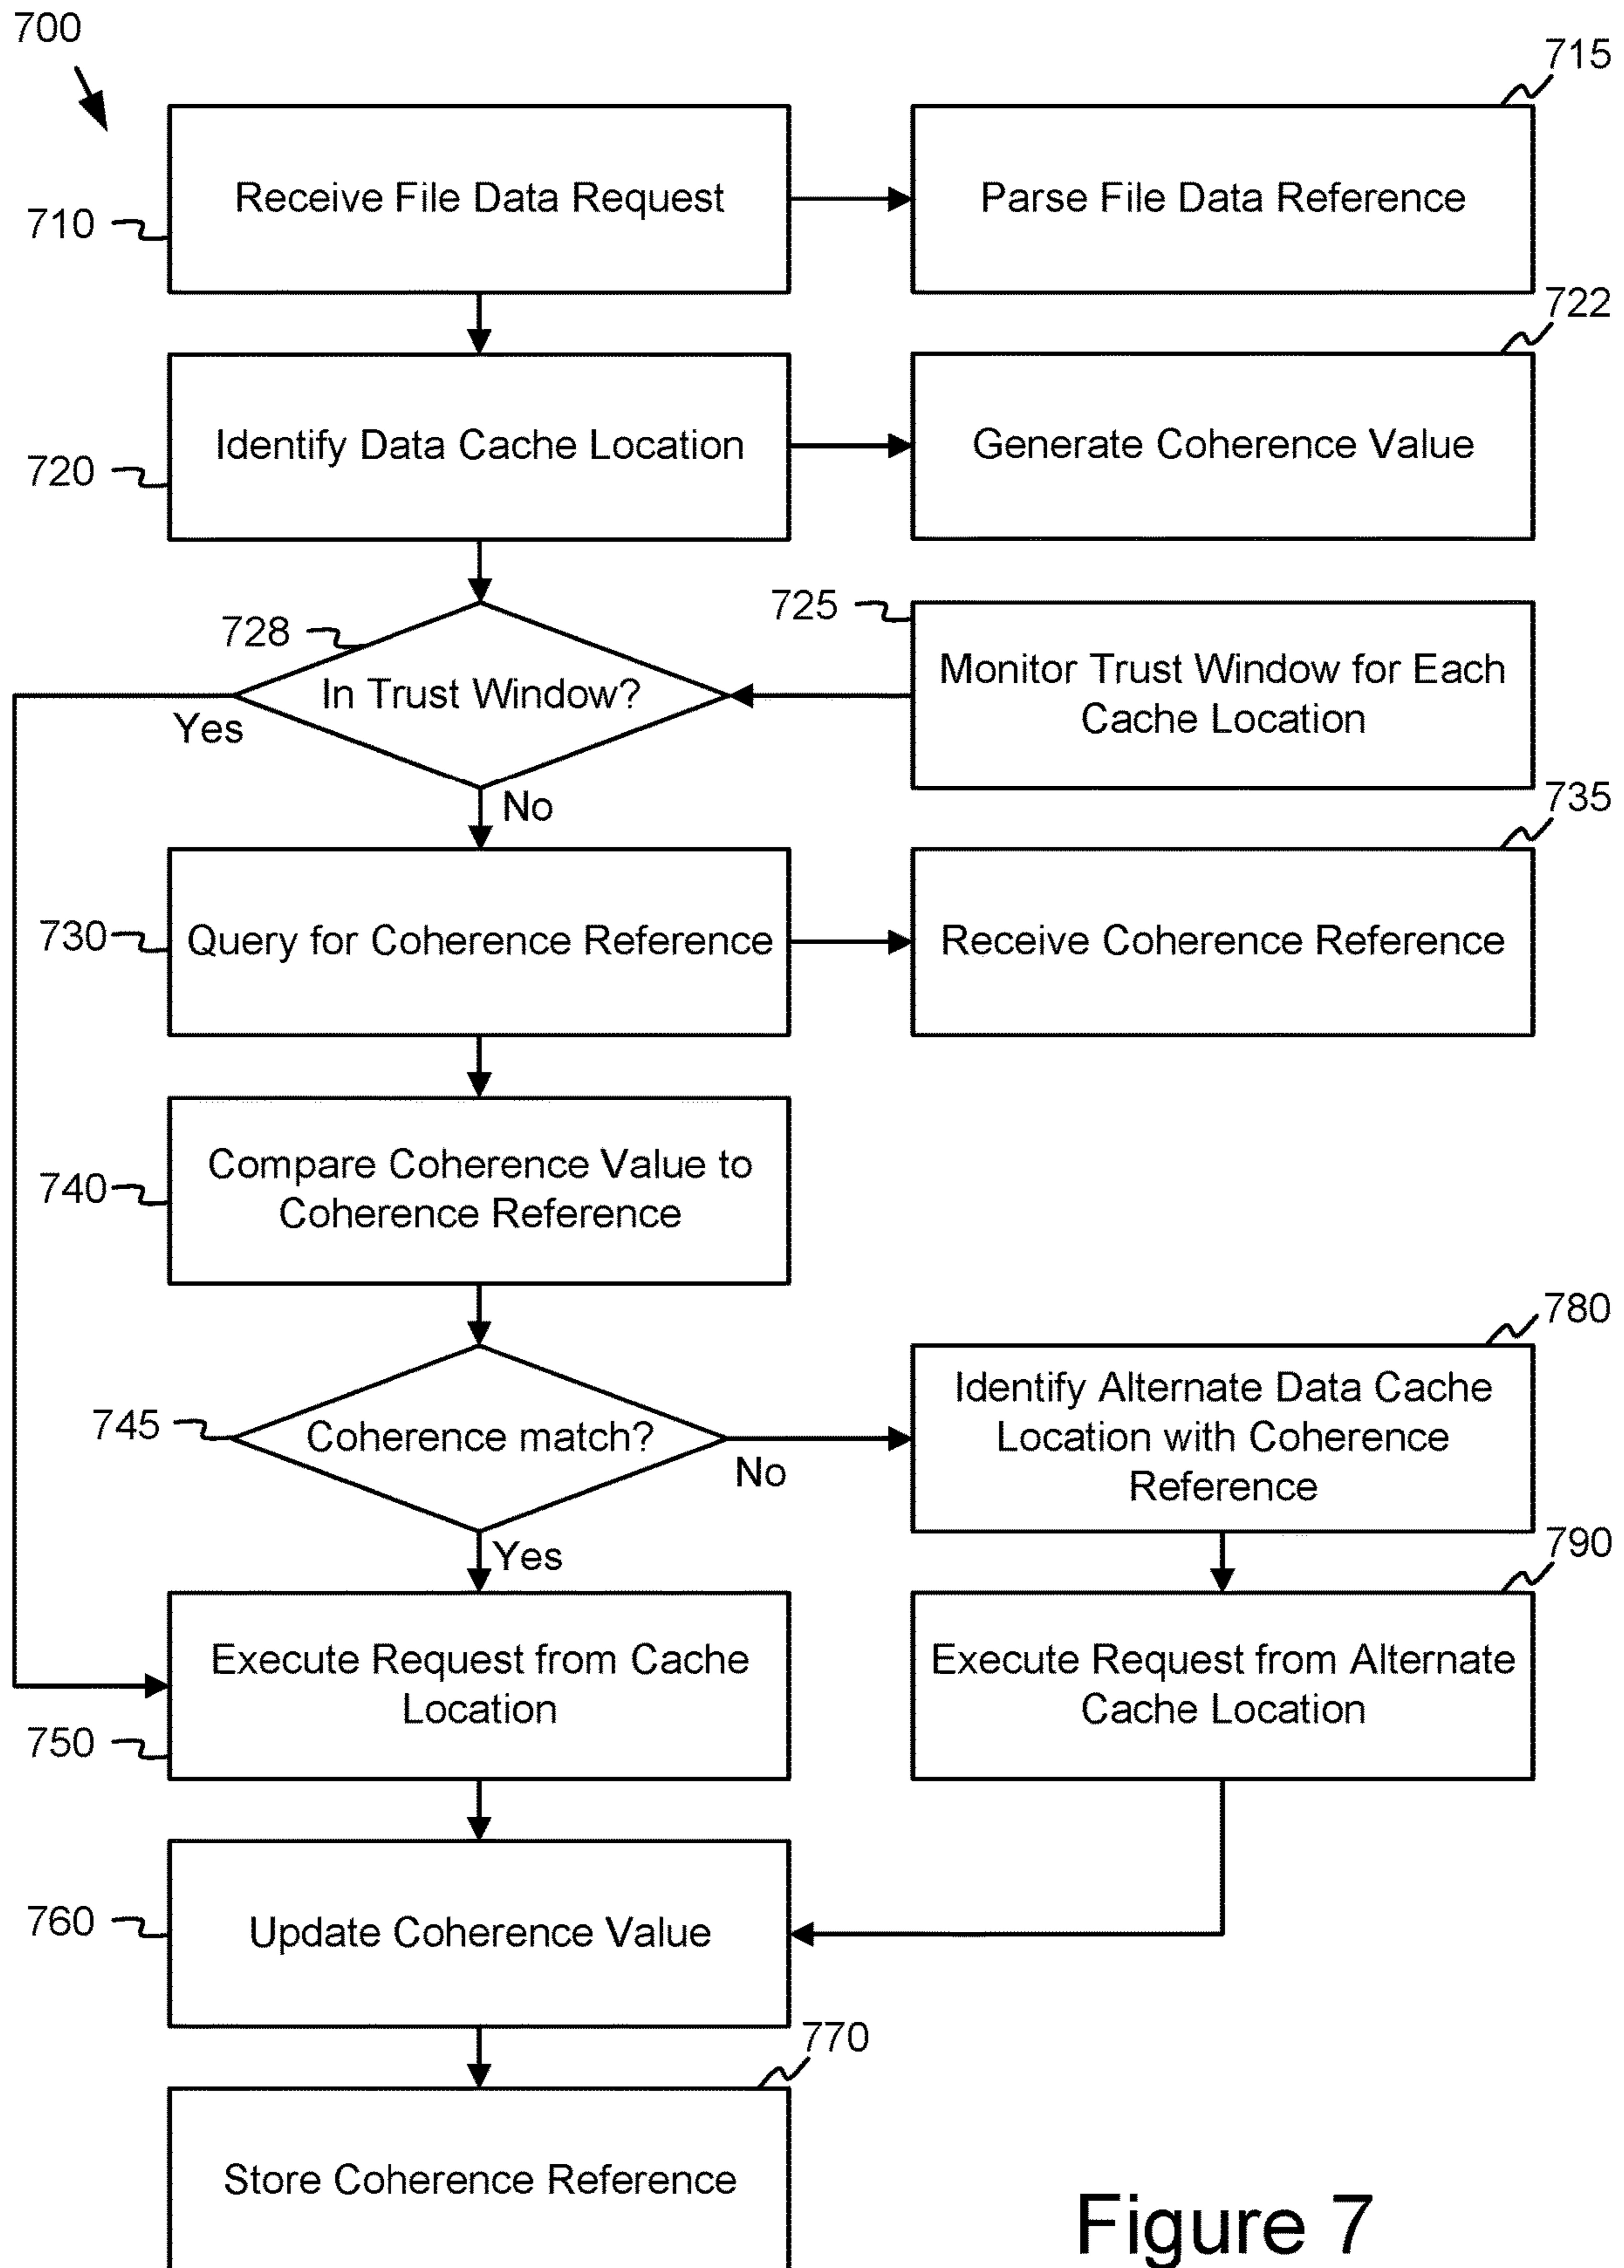 700
715
Receive File Data Request
Parse File Data Reference
710
722
Identify Data Cache Location
Generate Coherence Value
720
725
728
Monitor Trust Window for Each
Cache Location
In Trust Window?
Yes
No
735
730
Query for Coherence Reference
Receive Coherence Reference
Compare Coherence Value to
Coherence Reference
740
780
Identify Alternate Data Cache
Location with Coherence
Reference
745
Coherence match?
No
Yes
790
Execute Request from Cache
Location
Execute Request from Alternate
Cache Location
750
760
Update Coherence Value
770
Store Coherence Reference
Figure 7